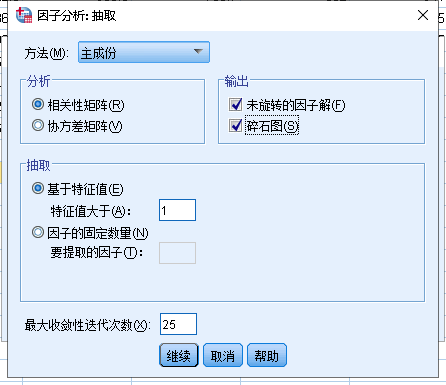 因子分析: 抽取
方法(M): 主成份
分析
相关性矩阵(R)
协方差矩阵(V)
输出
未旋转的因子解(F)
碎石图(S)
抽取
基于特征值(E)
特征值大于(A): 1
因子的固定数量(N)
要提取的因子(T):
最大收敛性迭代次数(X): 25
继续 取消 帮助